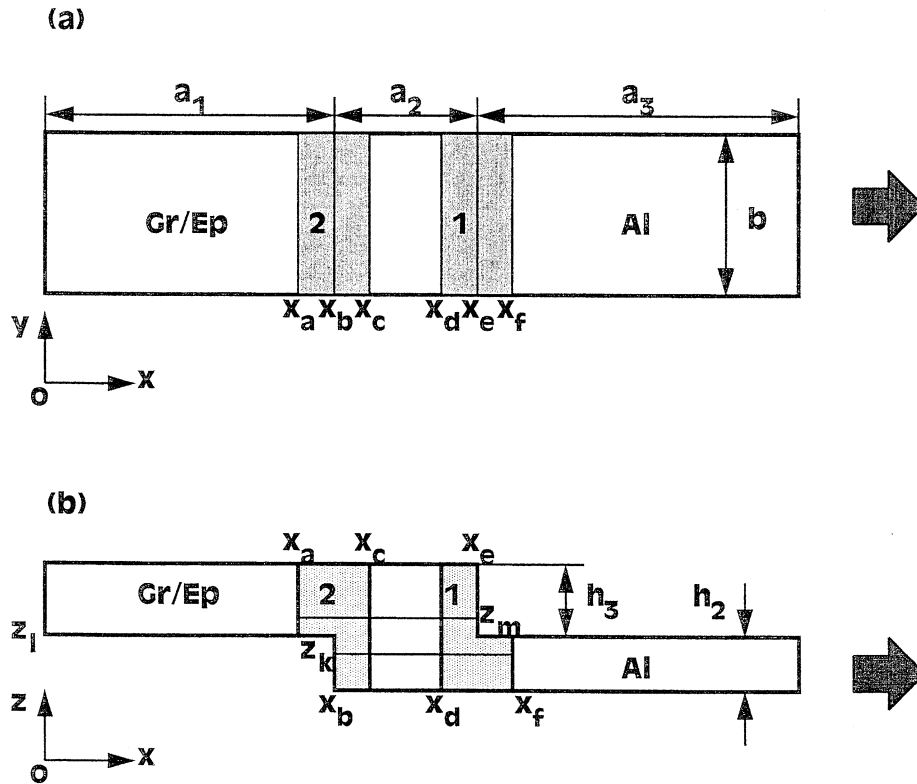 (a)
a1 a2 a3
Gr/Ep 2 1 Al b
xa xb xc xd xe xf
y
x
o
(b)
xa xc xe
Gr/Ep 2 1 h3 h2
zl zm
zk Al
z xb xd xf
x
o